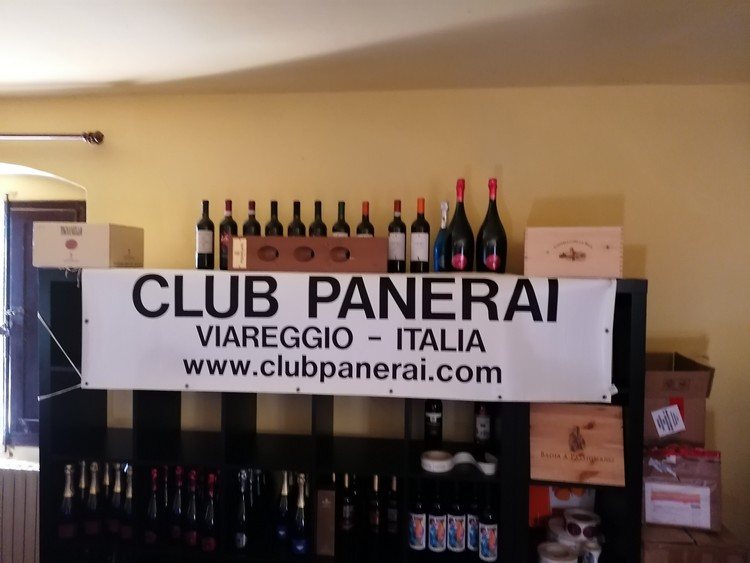 CLUB PANERAI
VIAREGGIO - ITALIA
www.clubpanerai.com